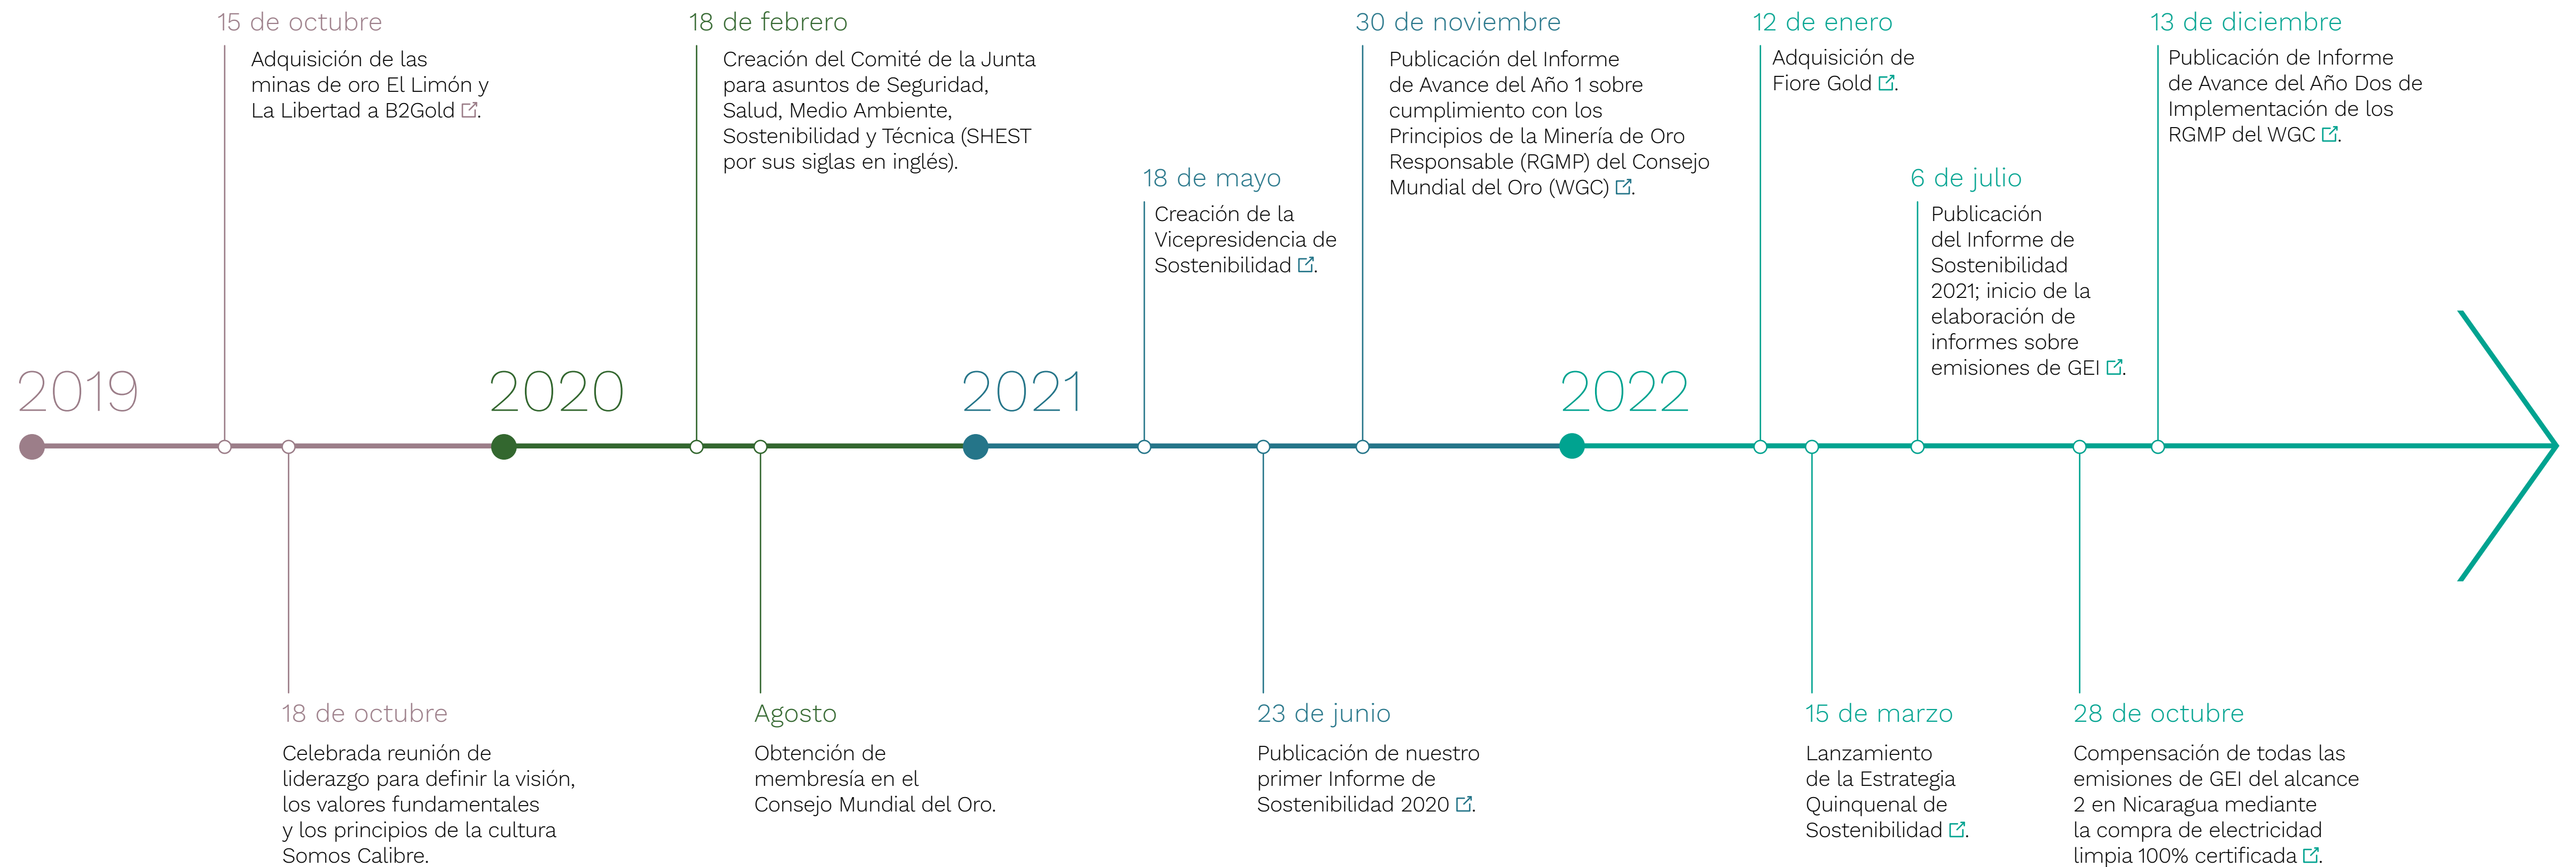 15 de octubre
Adquisición de las
minas de oro El Limón y
La Libertad a B2Gold.
18 de febrero
Creación del Comité de la Junta
para asuntos de Seguridad,
Salud, Medio Ambiente,
Sostenibilidad y Técnica (SHEST
por sus siglas en inglés).
18 de mayo
Creación de la
Vicepresidencia de
Sostenibilidad.
30 de noviembre
Publicación del Informe
de Avance del Año 1 sobre
cumplimiento con los
Principios de la Minería de Oro
Responsable (RGMP) del Consejo
Mundial del Oro (WGC).
12 de enero
Adquisición de
Fiore Gold.
6 de julio
Publicación
del Informe de
Sostenibilidad
2021; inicio de la
elaboración de
informes sobre
emisiones de GEI.
13 de diciembre
Publicación de Informe
de Avance del Año Dos de
Implementación de los
RGMP del WGC.
2019
2020
2021
2022
18 de octubre
Celebrada reunión de
liderazgo para definir la visión,
los valores fundamentales
y los principios de la cultura
Somos Calibre.
Agosto
Obtención de
membresía en el
Consejo Mundial del Oro.
23 de junio
Publicación de nuestro
primer Informe de
Sostenibilidad 2020.
15 de marzo
Lanzamiento
de la Estrategia
Quinquenal de
Sostenibilidad.
28 de octubre
Compensación de todas las
emisiones de GEI del alcance
2 en Nicaragua mediante
la compra de electricidad
limpia 100% certificada.